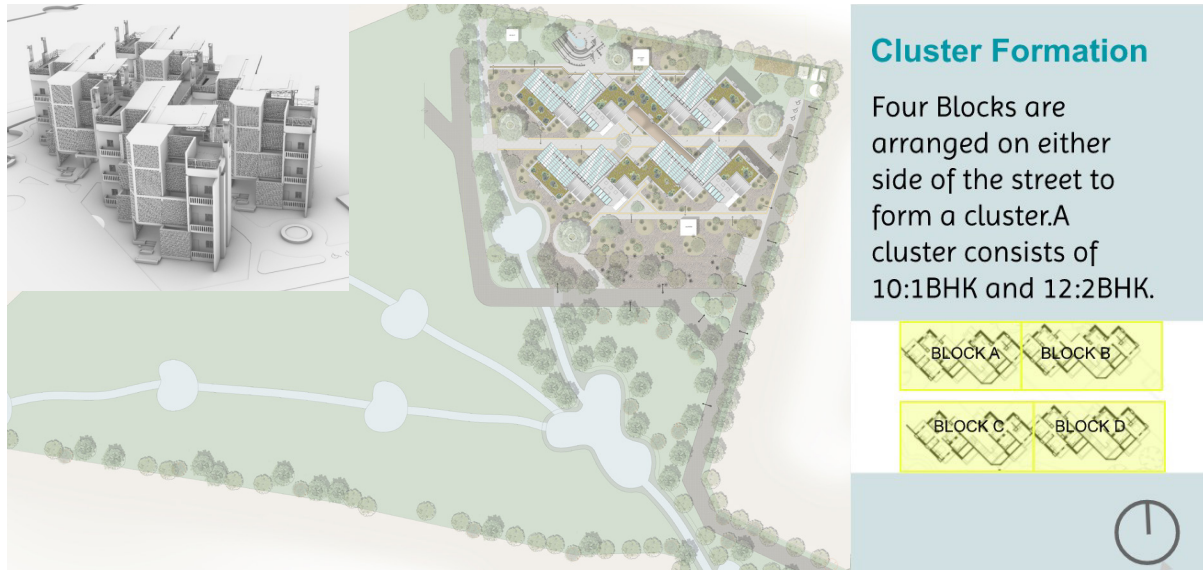 Cluster Formation
Four Blocks are
arranged on either
side of the street to
form a cluster.A
cluster consists of
10:1BHK and 12:2BHK.
BLOCK A
BLOCK B
BLOCK C
BLOCK D